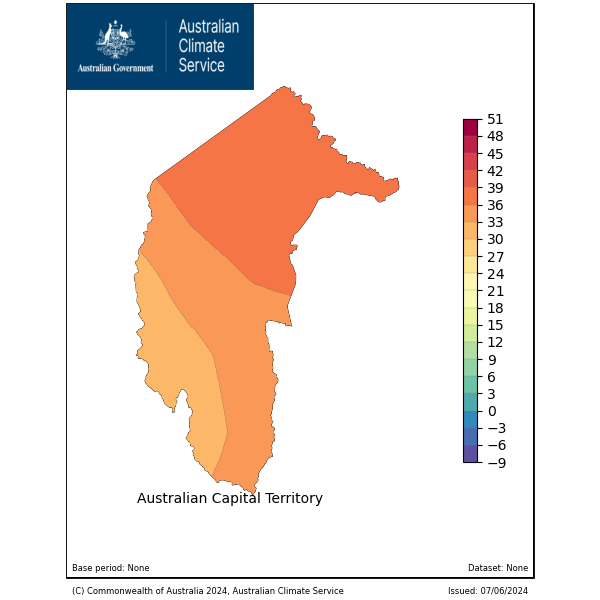 Australian Government
Australian
Climate
Service
51
48
45
42
39
36
33
30
27
24
21
18
15
12
9
6
3
0
−3
−6
−9
Australian Capital Territory
Base period: None
Dataset: None
(C) Commonwealth of Australia 2024, Australian Climate Service
Issued: 07/06/2024